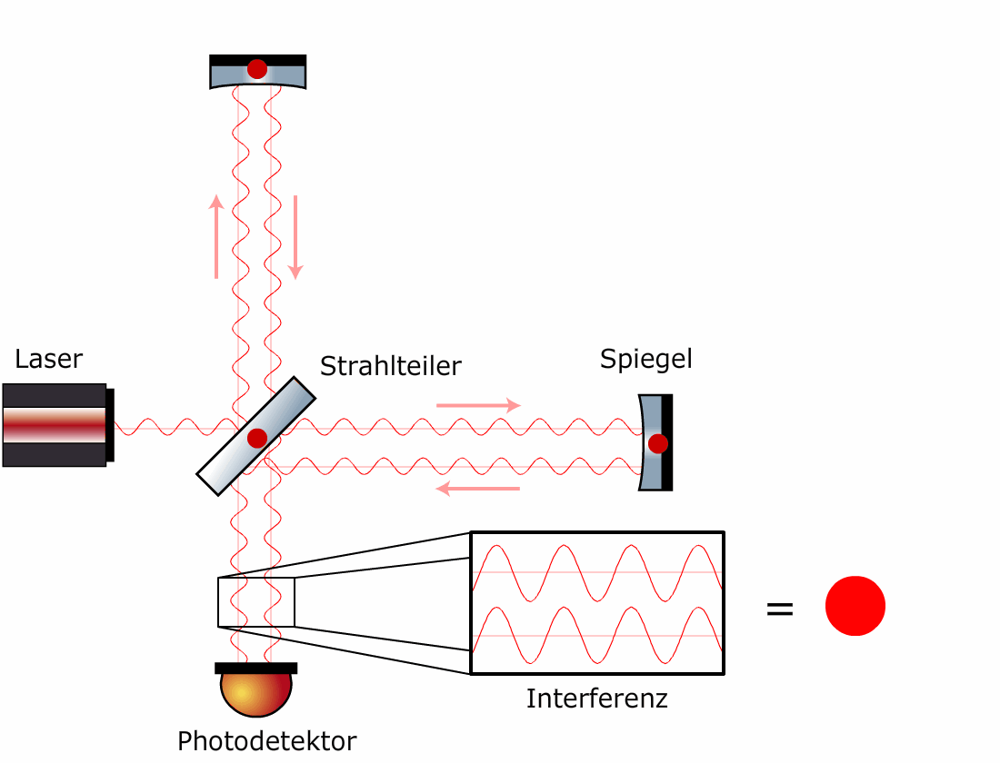 Laser
Strahlteiler
Spiegel
=
Interferenz
Photodetektor